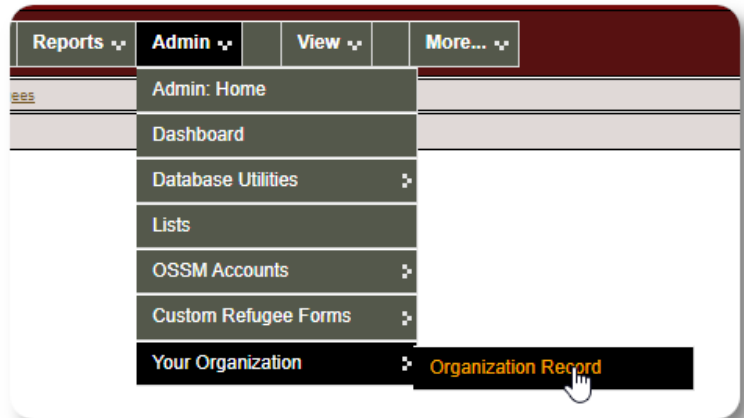 Reports Admin View More...
ees
Admin: Home
Dashboard
Database Utilities
Lists
OSSM Accounts
Custom Refugee Forms
Your Organization
Organization Record